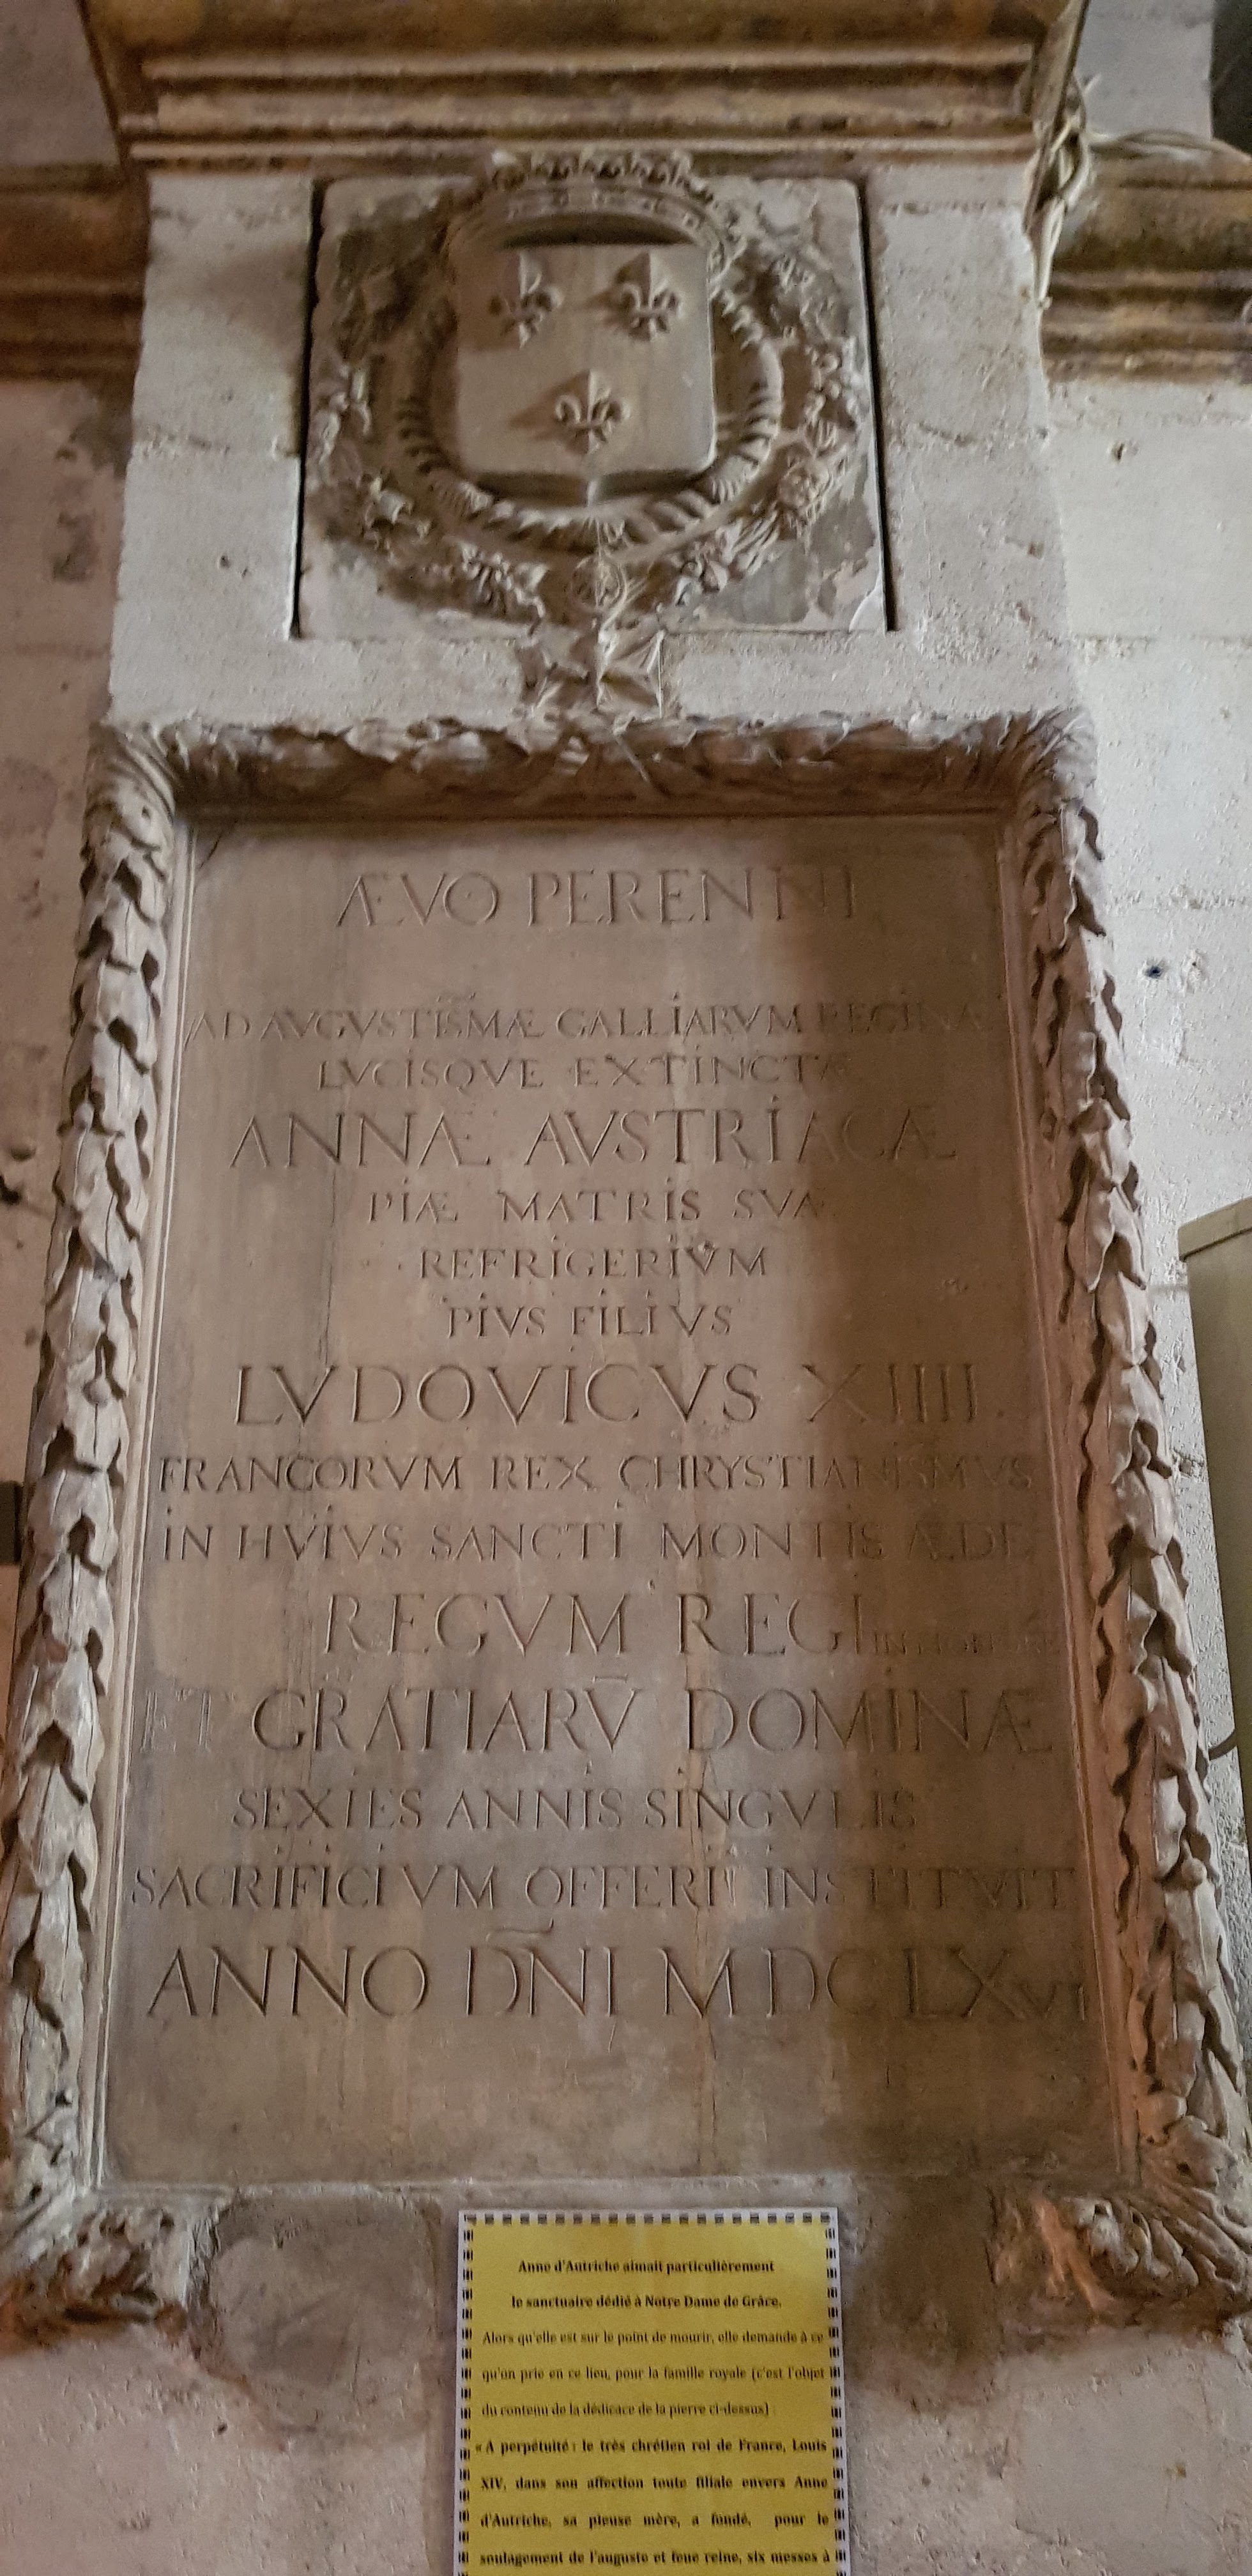 ÆVO PERENNI
AD AVGVSTISMÆ GALLIARVM REGINÆ
LVCISQVE EXTINCTÆ
ANNÆ AVSTRIACÆ
PIÆ MATRIS SVÆ
REFRIGERIVM
PIVS FILIVS
LVDOVICVS XIIII.
FRANCORVM REX CHRYSTIANISMVS
IN HVIVS SANCTI MONTIS ÆDE
REGVM REGI
ET GRATIARV̄ DOMINÆ
SEXIES ANNIS SINGVLIS
SACRIFICIVM OFFERRI INSTITVIT
ANNO DÑI MDCLXVI
Anne d'Autriche aimait particulièrement
le sanctuaire dédié à Notre Dame de Grâce.
Alors qu'elle est sur le point de mourir, elle demande à ce
qu'on prie en ce lieu, pour la famille royale (c'est l'objet
du contenu de la dédicace de la pierre ci-dessus)
« A perpétuité : le très chrétien roi de France, Louis
XIV, dans son affection toute filiale envers Anne
d'Autriche, sa pieuse mère, a fondé, pour le
soulagement de l'auguste et feue reine, six messes à